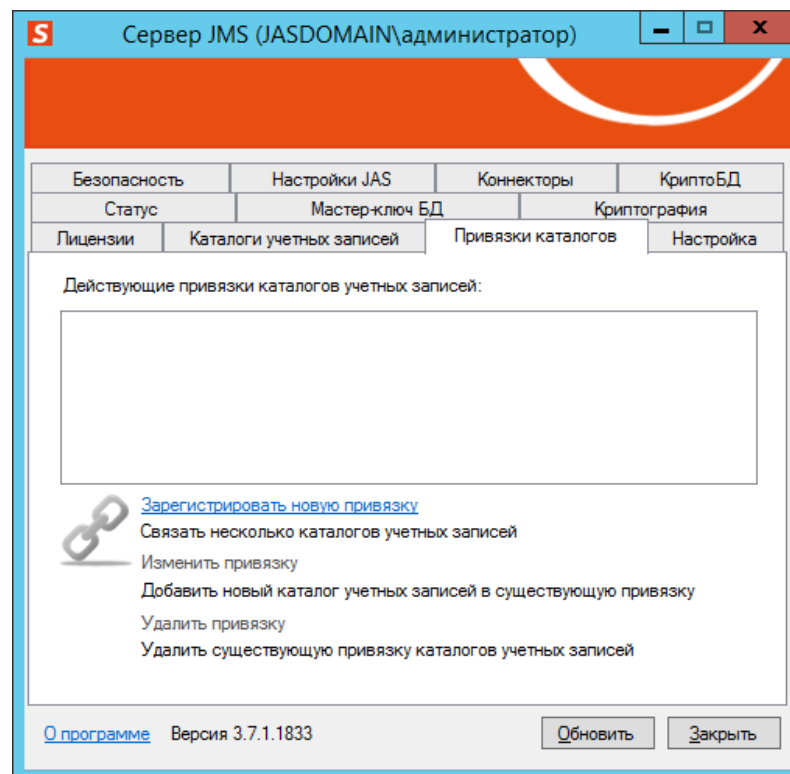 S Сервер JMS (JASDOMAIN\администратор)
Безопасность Настройки JAS Коннекторы КриптоБД
Статус Мастер-ключ БД Криптография
Лицензии Каталоги учетных записей Привязки каталогов Настройка
Действующие привязки каталогов учетных записей:
Зарегистрировать новую привязку
Связать несколько каталогов учетных записей
Изменить привязку
Добавить новый каталог учетных записей в существующую привязку
Удалить привязку
Удалить существующую привязку каталогов учетных записей
О программе Версия 3.7.1.1833 Обновить Закрыть